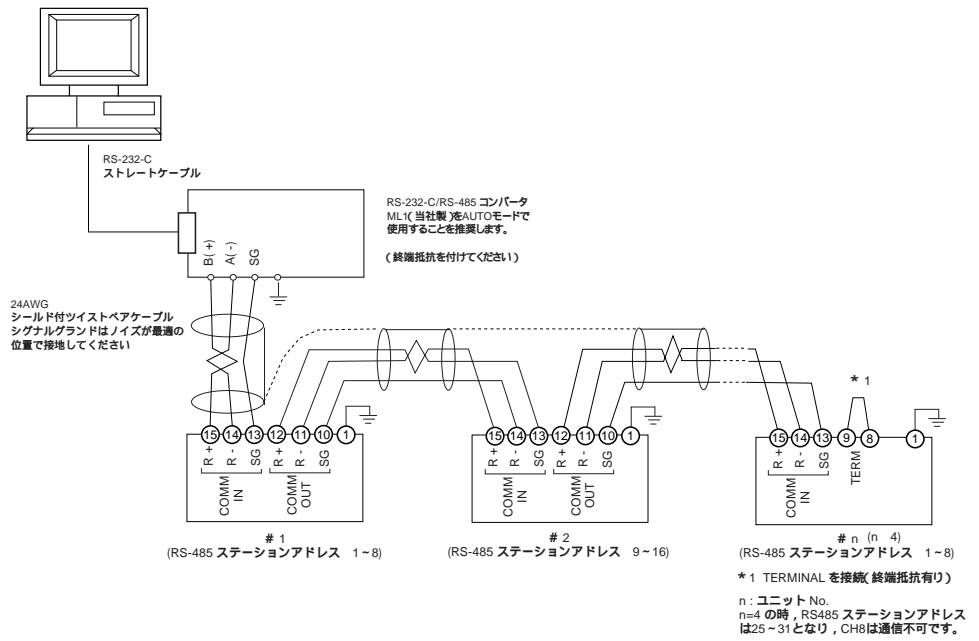 RS-232-C
ストレートケーブル
RS-232-C/RS-485 コンバータ
ML1(当社製)をAUTOモードで
使用することを推奨します。
(終端抵抗を付けてください)
B(+)
A(-)
SG
24AWG
シールド付ツイストペアケーブル
シグナルグランドはノイズが最適の
位置で接地してください
15 14 13 12 11 10 1
R +
R -
SG
R +
R -
SG
COMM
IN
COMM
OUT
# 1
(RS-485 ステーションアドレス 1~8)
15 14 13 12 11 10 1
R +
R -
SG
R +
R -
SG
COMM
IN
COMM
OUT
# 2
(RS-485 ステーションアドレス 9~16)
* 1
15 14 13 9 8 1
R +
R -
SG
TERM
COMM
IN
# n (n 4)
(RS-485 ステーションアドレス 1~8)
* 1 TERMINAL を接続(終端抵抗有り)
n : ユニット No.
n=4 の時,RS485 ステーションアドレス
は25~31となり,CH8は通信不可です。